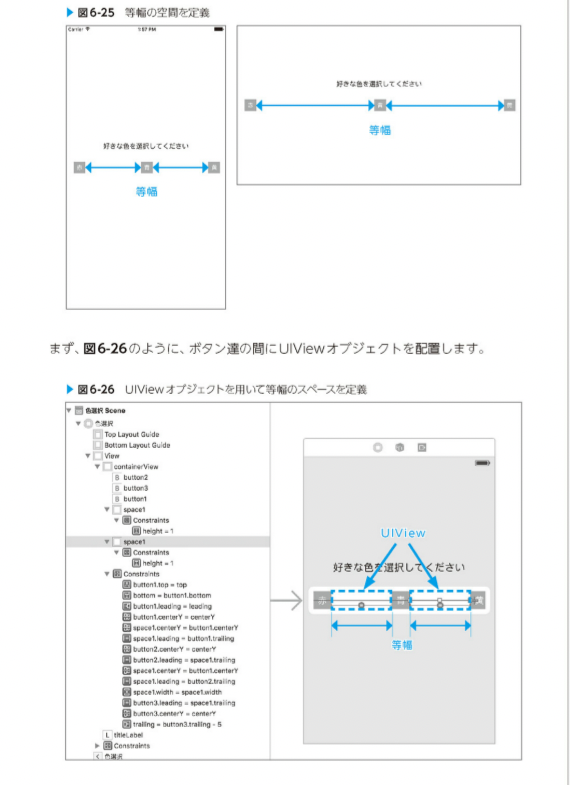 ▶ 図6-25 等幅の空間を定義
Carrier 1:57 PM
好きな色を選択してください
赤 青 黄
等幅
好きな色を選択してください
青
等幅
まず、図6-26のように、ボタン達の間にUIViewオブジェクトを配置します。
▶ 図6-26 UIViewオブジェクトを用いて等幅のスペースを定義
色選択 Scene
色選択
Top Layout Guide
Bottom Layout Guide
View
containerView
B button2
B button3
B button1
space1
Constraints
height = 1
space1
Constraints
height = 1
Constraints
button1.top = top
bottom = button1.bottom
button1.leading = leading
button1.centerY = centerY
space1.centerY = button1.centerY
space1.leading = button1.trailing
button2.centerY = centerY
button2.leading = space1.trailing
space1.centerY = button1.centerY
space1.leading = button2.trailing
space1.width = space1.width
button3.leading = space1.trailing
button3.centerY = centerY
trailing = button3.trailing - 5
L titleLabel
Constraints
色選択
UIView
好きな色を選択してください
赤 青 黄
等幅